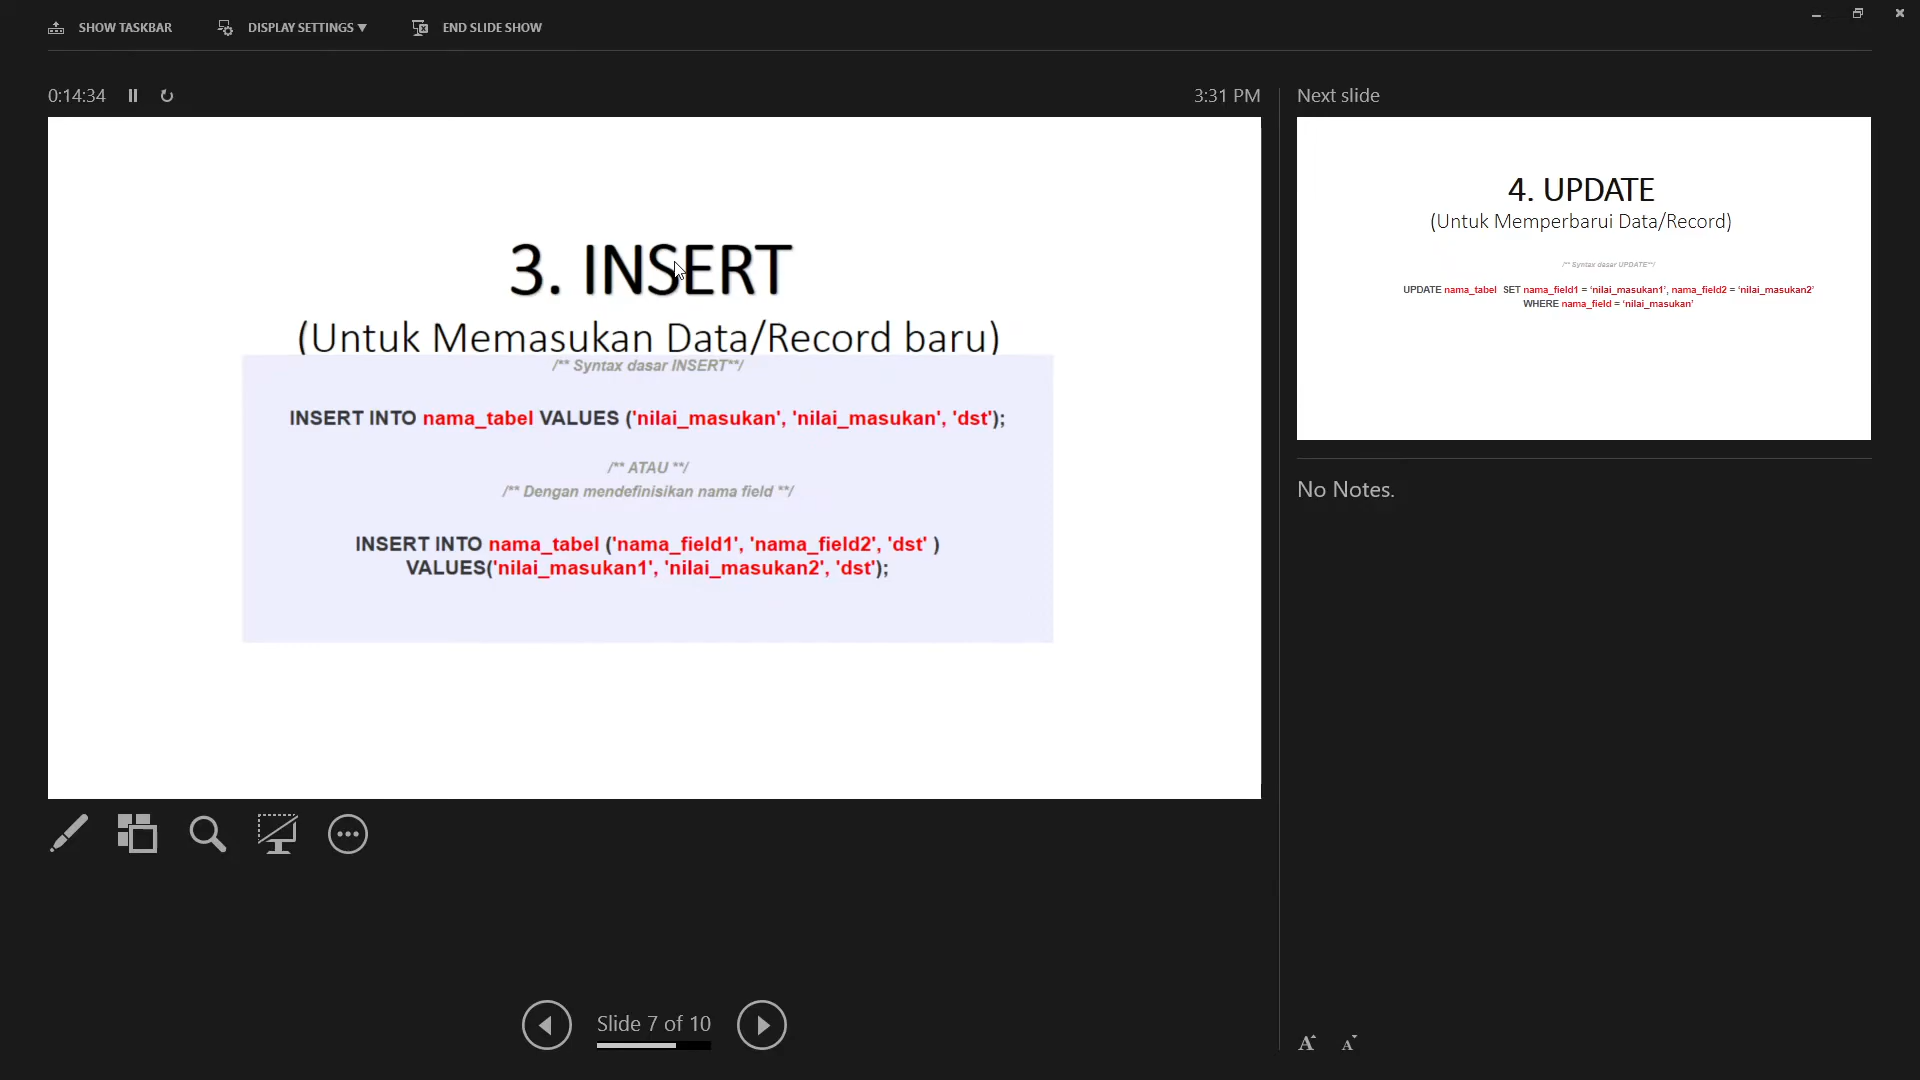 SHOW TASKBAR
DISPLAY SETTINGS ▼
END SLIDE SHOW
0:14:34
3:31 PM
3. INSERT
(Untuk Memasukan Data/Record baru)
/** Syntax dasar INSERT**/
INSERT INTO nama_tabel VALUES ('nilai_masukan', 'nilai_masukan', 'dst');
/** ATAU **/
/** Dengan mendefinisikan nama field **/
INSERT INTO nama_tabel ('nama_field1', 'nama_field2', 'dst' )
VALUES('nilai_masukan1', 'nilai_masukan2', 'dst');
Slide 7 of 10
Next slide
4. UPDATE
(Untuk Memperbarui Data/Record)
/** Syntax dasar UPDATE**/
UPDATE nama_tabel SET nama_field1 = ‘nilai_masukan1’, nama_field2 = ‘nilai_masukan2’
WHERE nama_field = ‘nilai_masukan’
No Notes.
A A